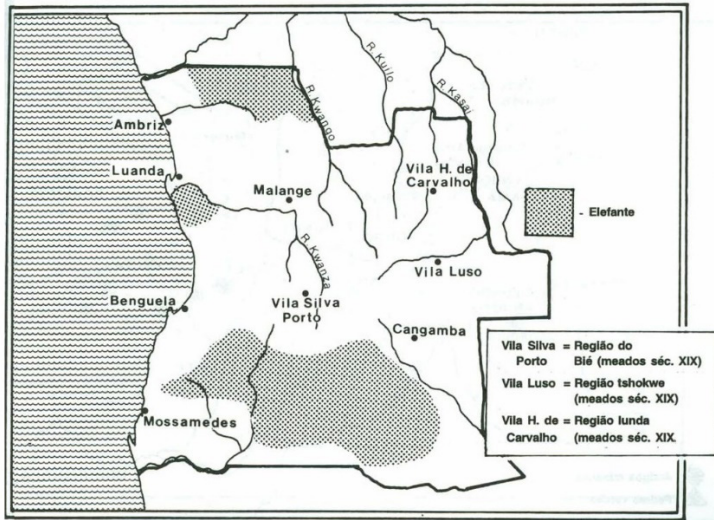 R. Kuilo
R. Kasai
R. Kwango
Ambriz
Luanda
Malange
Vila H. de
Carvalho
- Elefante
R. Kwanza
Vila Luso
Benguela
Vila Silva
Porto
Cangamba
Mossamedes
Vila Silva = Região do
Porto Bié (meados séc. XIX)
Vila Luso = Região tshokwe
(meados séc. XIX)
Vila H. de = Região lunda
Carvalho (meados séc. XIX.